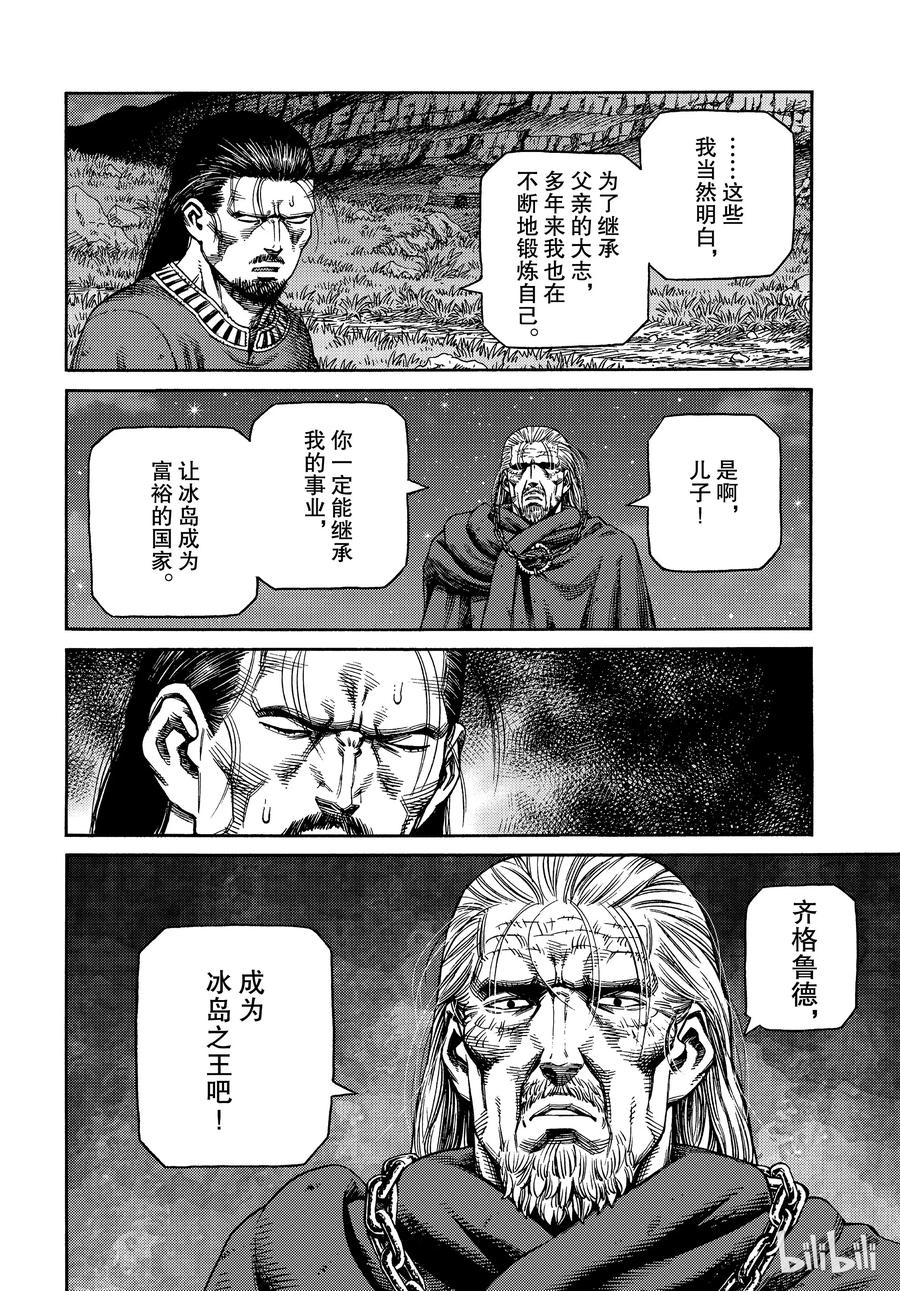 ……这些
我当然明白，
为了继承
父亲的大志，
多年来我也在
不断地锻炼自己。
是啊，
儿子！
你一定能继承
我的事业，
让冰岛成为
富裕的国家。
齐格鲁德，
成为
冰岛之王吧！
bilibili